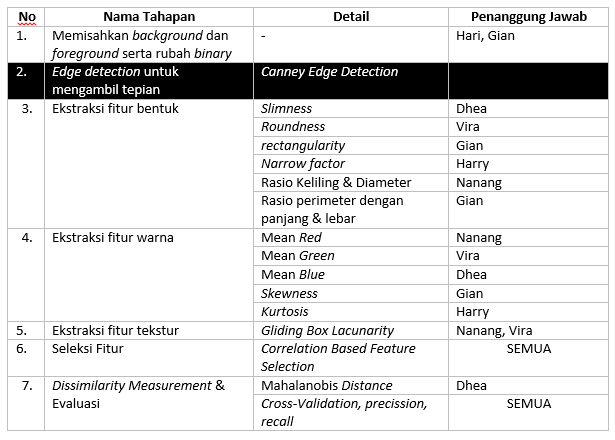 No Nama Tahapan Detail Penanggung Jawab
1. Memisahkan background dan - Hari, Gian
foreground serta rubah binary
2. Edge detection untuk Canney Edge Detection
mengambil tepian
3. Ekstraksi fitur bentuk Slimness Dhea
Roundness Vira
rectangularity Gian
Narrow factor Harry
Rasio Keliling & Diameter Nanang
Rasio perimeter dengan Gian
panjang & lebar
4. Ekstraksi fitur warna Mean Red Nanang
Mean Green Vira
Mean Blue Dhea
Skewness Gian
Kurtosis Harry
5. Ekstraksi fitur tekstur Gliding Box Lacunarity Nanang, Vira
6. Seleksi Fitur Correlation Based Feature SEMUA
Selection
7. Dissimilarity Measurement & Mahalanobis Distance Dhea
Evaluasi Cross-Validation, precission, SEMUA
recall